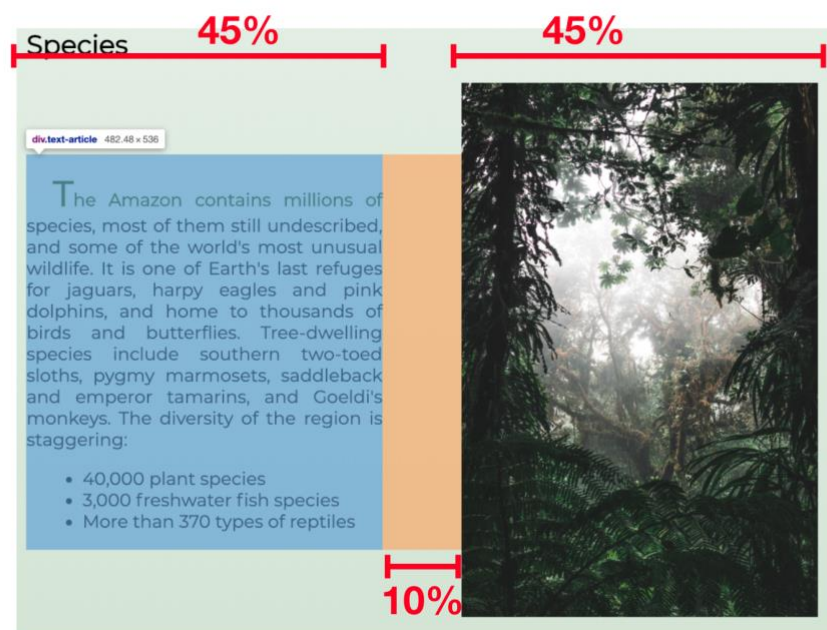 45%
45%
Species
div.text-article 482.48 × 536
The Amazon contains millions of
species, most of them still undescribed,
and some of the world's most unusual
wildlife. It is one of Earth's last refuges
for jaguars, harpy eagles and pink
dolphins, and home to thousands of
birds and butterflies. Tree-dwelling
species include southern two-toed
sloths, pygmy marmosets, saddleback
and emperor tamarins, and Goeldi's
monkeys. The diversity of the region is
staggering:
• 40,000 plant species
• 3,000 freshwater fish species
• More than 370 types of reptiles
10%